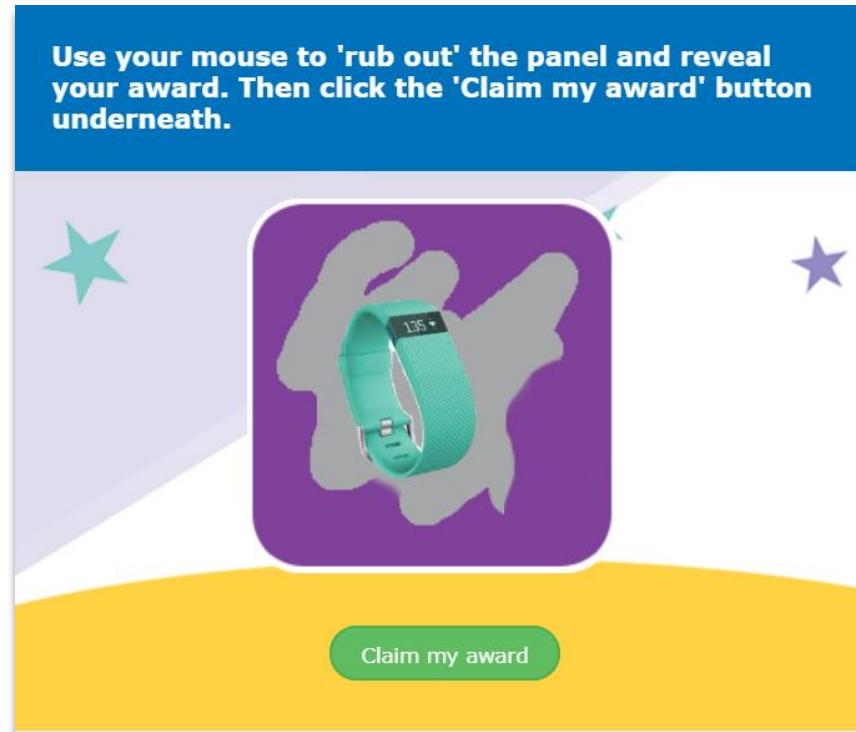 Use your mouse to 'rub out' the panel and reveal
your award. Then click the 'Claim my award' button
underneath.
135
Claim my award